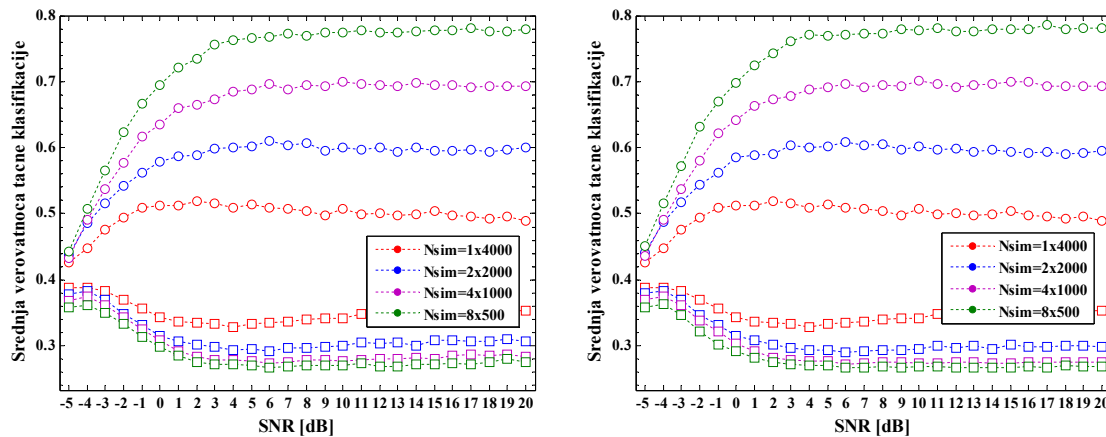 Srednja verovatnoca tacne klasifikacije
0.8
0.7
0.6
0.5
0.4
0.3
Nsim=1x4000
Nsim=2x2000
Nsim=4x1000
Nsim=8x500
-5 -4 -3 -2 -1 0 1 2 3 4 5 6 7 8 9 10 11 12 13 14 15 16 17 18 19 20
SNR [dB]
Srednja verovatnoca tacne klasifikacije
0.8
0.7
0.6
0.5
0.4
0.3
Nsim=1x4000
Nsim=2x2000
Nsim=4x1000
Nsim=8x500
-5 -4 -3 -2 -1 0 1 2 3 4 5 6 7 8 9 10 11 12 13 14 15 16 17 18 19 20
SNR [dB]